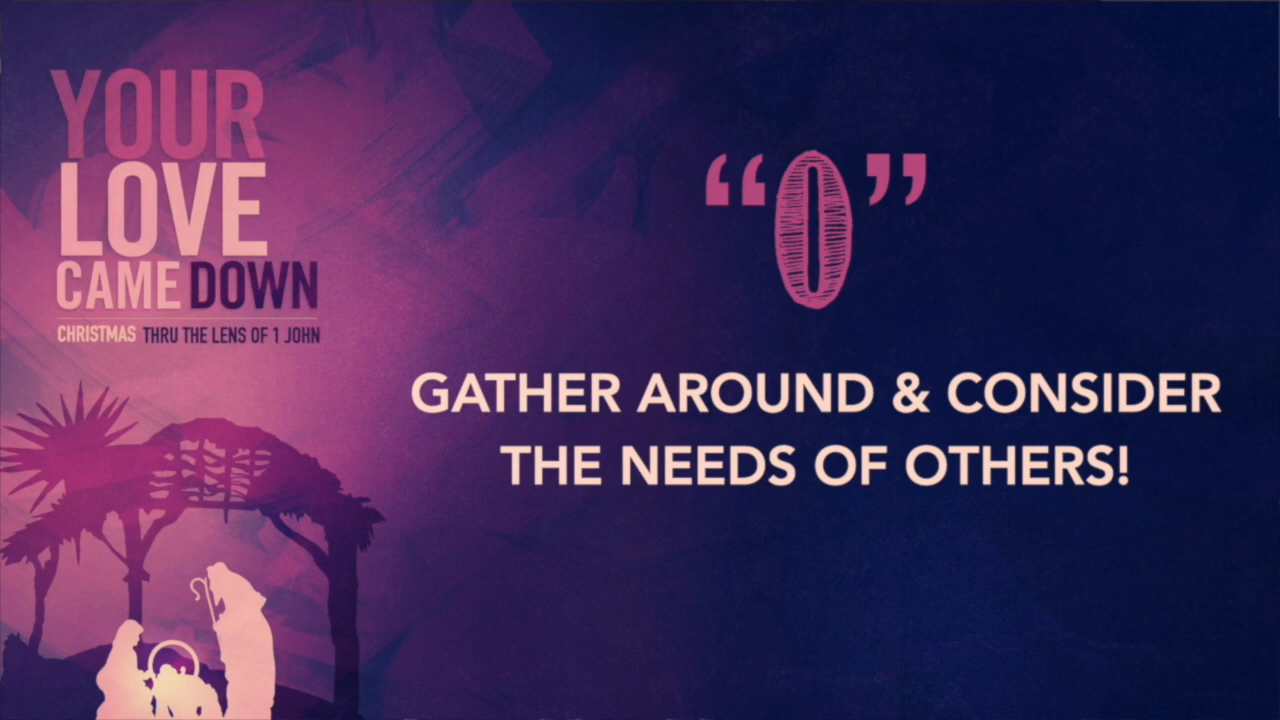 YOUR
LOVE
CAME DOWN
CHRISTMAS THRU THE LENS OF 1 JOHN
“O”
GATHER AROUND & CONSIDER
THE NEEDS OF OTHERS!